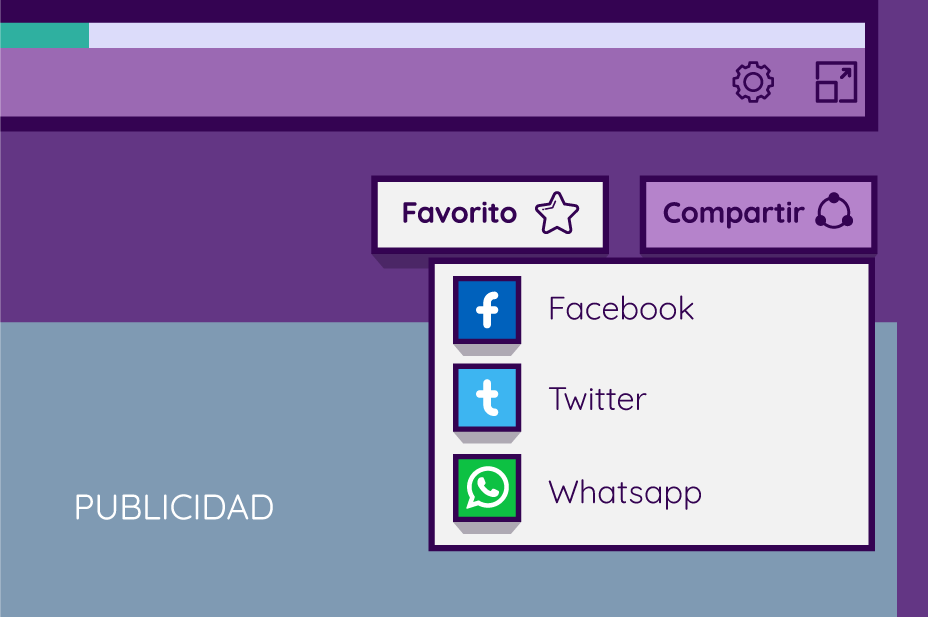 Favorito
Compartir
Facebook
Twitter
Whatsapp
PUBLICIDAD